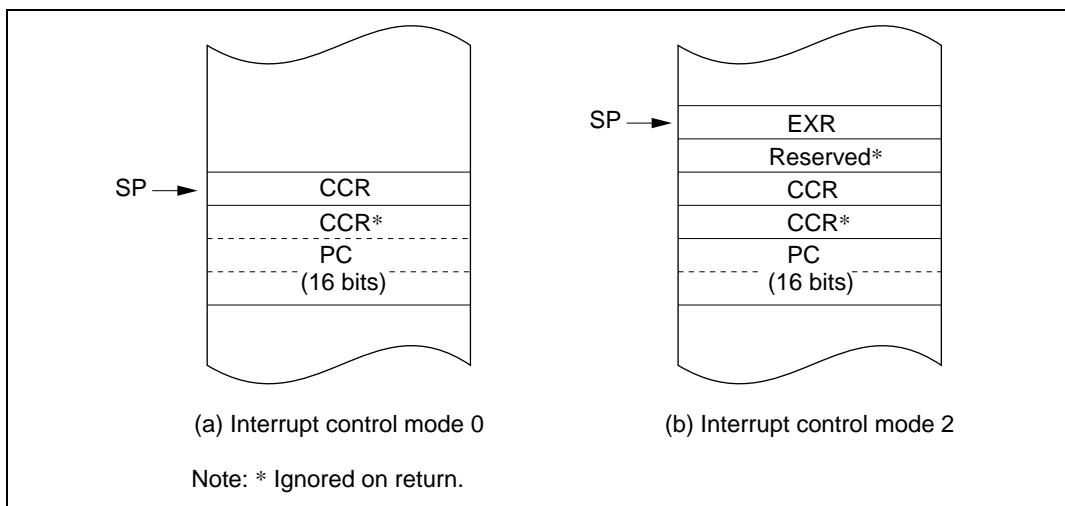 SP
CCR
CCR*
PC
(16 bits)
(a) Interrupt control mode 0
SP
EXR
Reserved*
CCR
CCR*
PC
(16 bits)
(b) Interrupt control mode 2
Note: * Ignored on return.